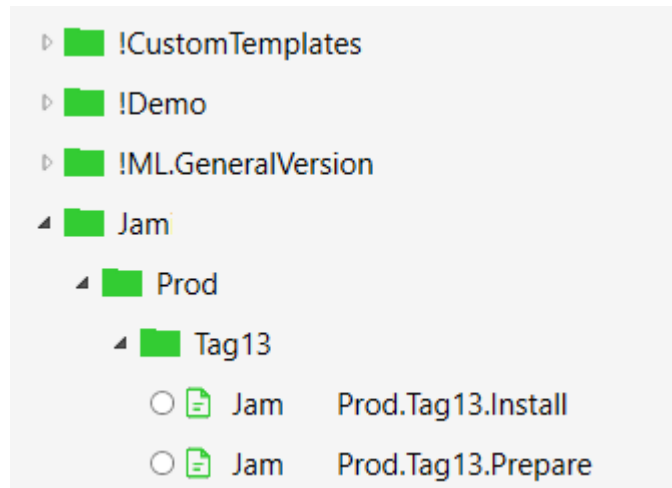 !CustomTemplates
!Demo
!ML.GeneralVersion
Jam
Prod
Tag13
Jam Prod.Tag13.Install
Jam Prod.Tag13.Prepare